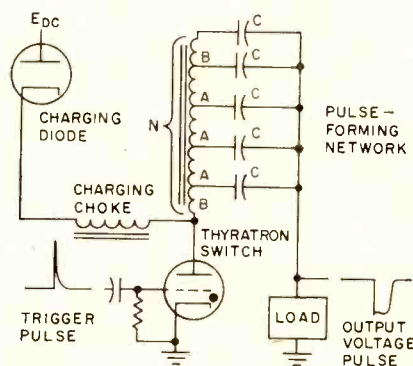 EDC
CHARGING
DIODE
CHARGING
CHOKE
N
B
A
A
A
B
C
C
C
C
C
PULSE-
FORMING
NETWORK
THYRATRON
SWITCH
TRIGGER
PULSE
LOAD
OUTPUT
VOLTAGE
PULSE